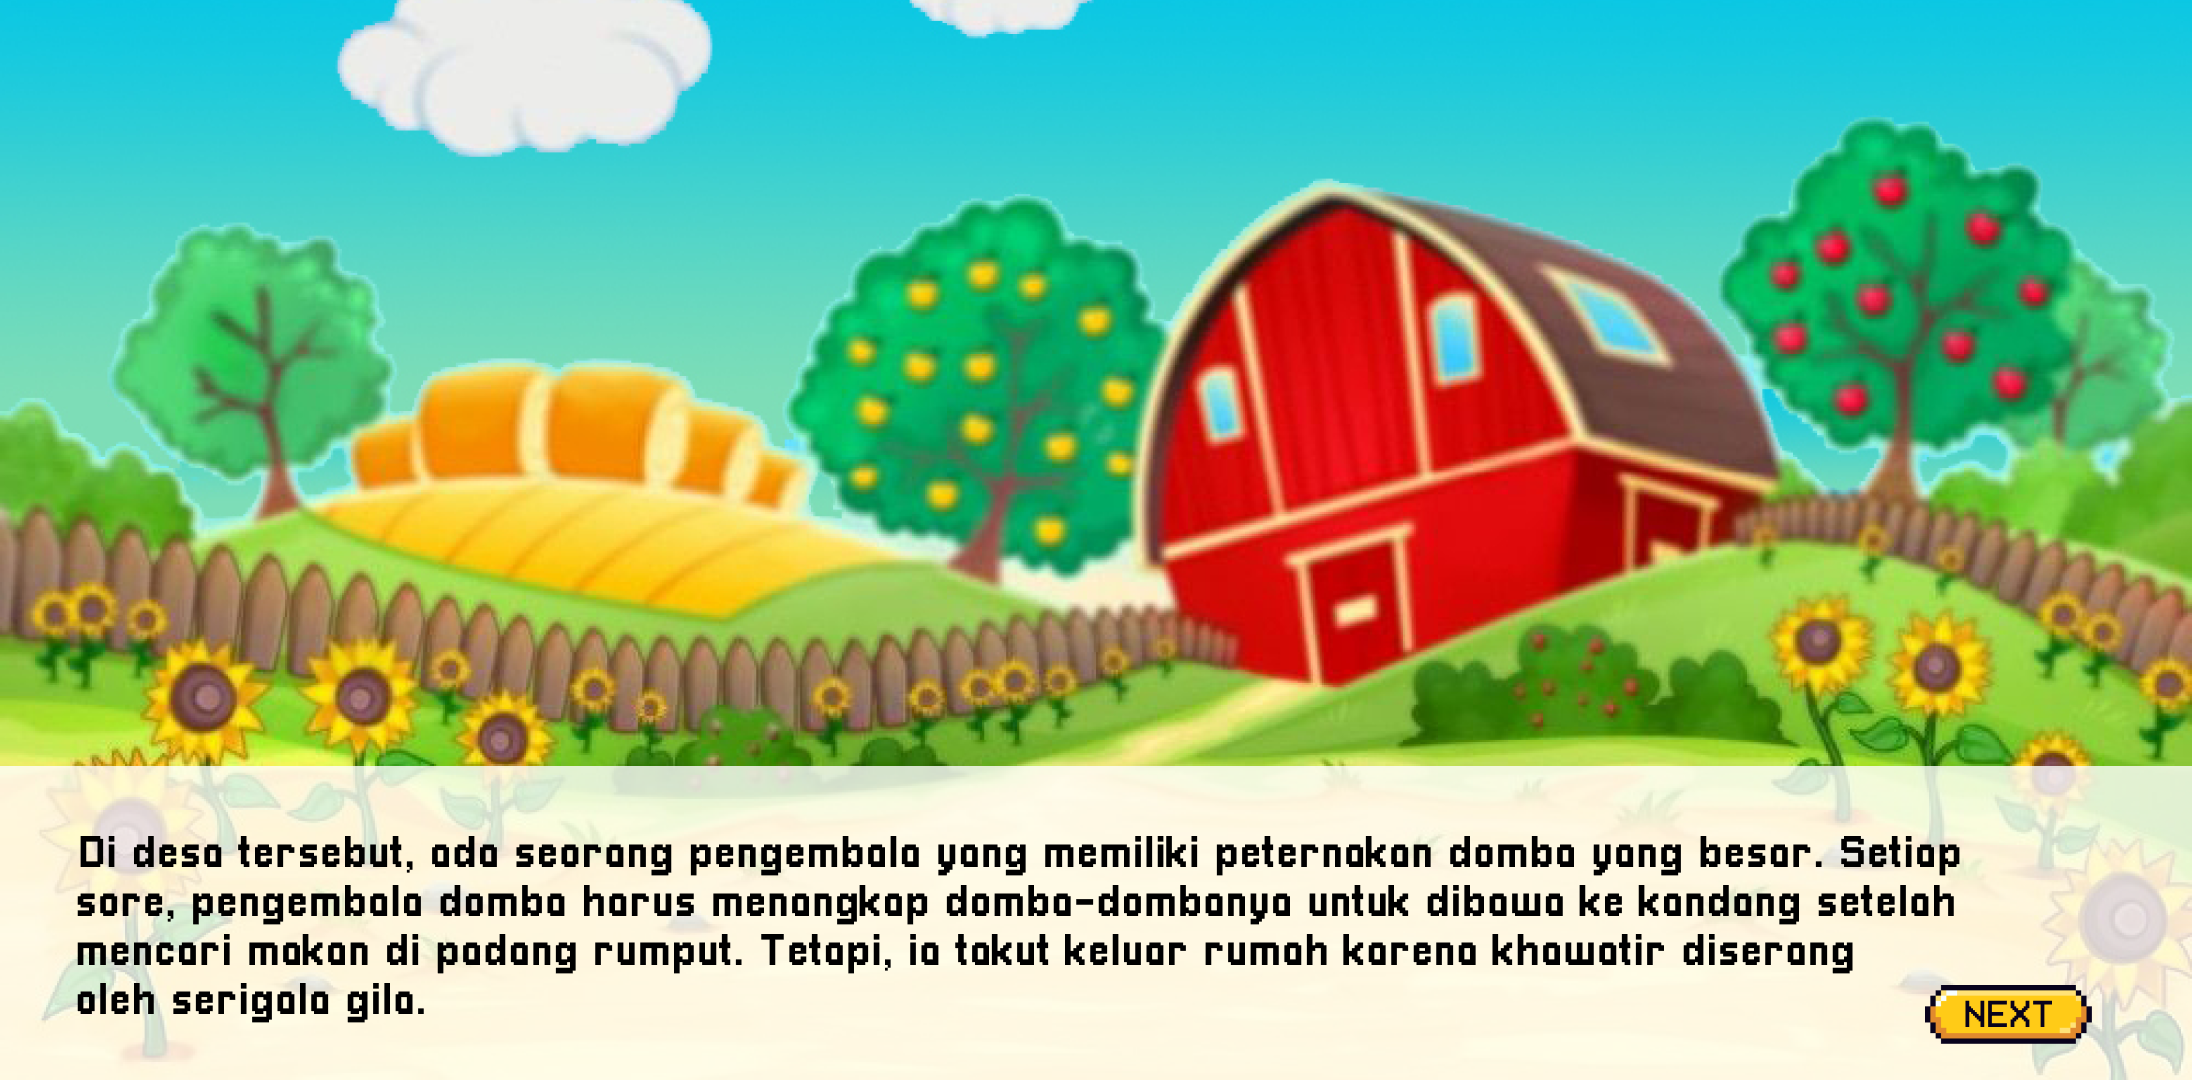 Di desa tersebut, ada seorang pengembala yang memiliki peternakan domba yang besar. Setiap
sore, pengembala domba harus menangkap domba-dombanya untuk dibawa ke kandang setelah
mencari makan di padang rumput. Tetapi, ia takut keluar rumah karena khawatir diserang
oleh serigala gila.
NEXT